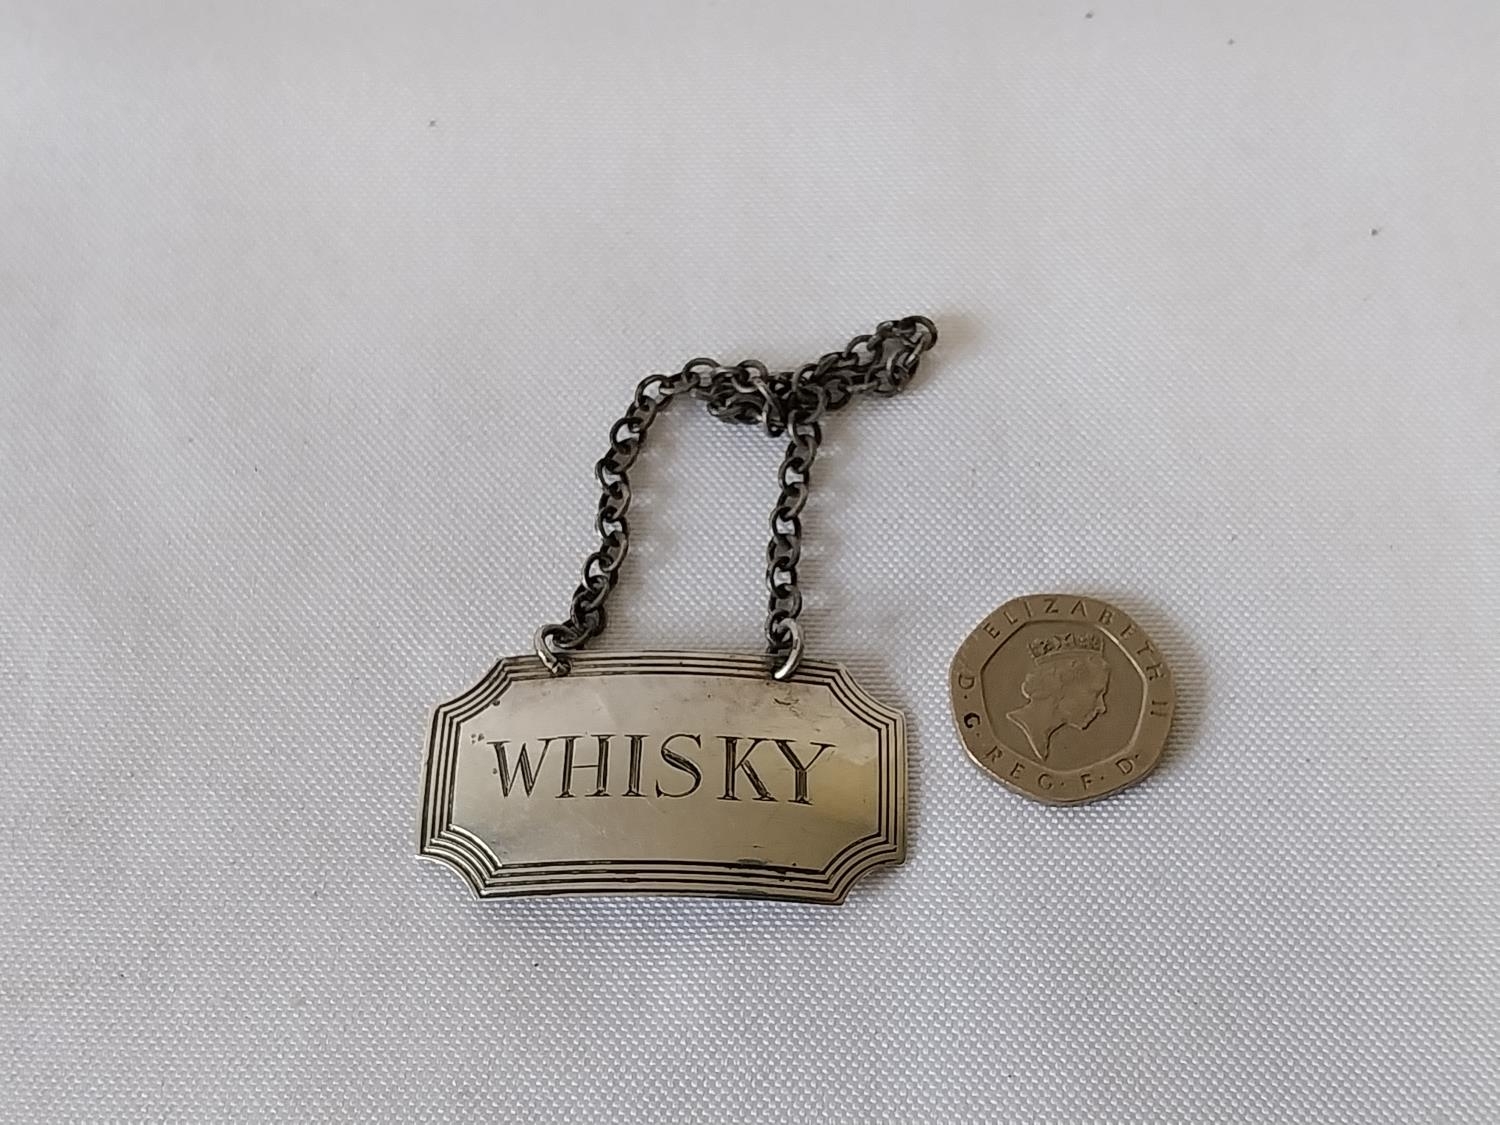 WHISKY
ELIZABETH II
D·G·REG·F·D·